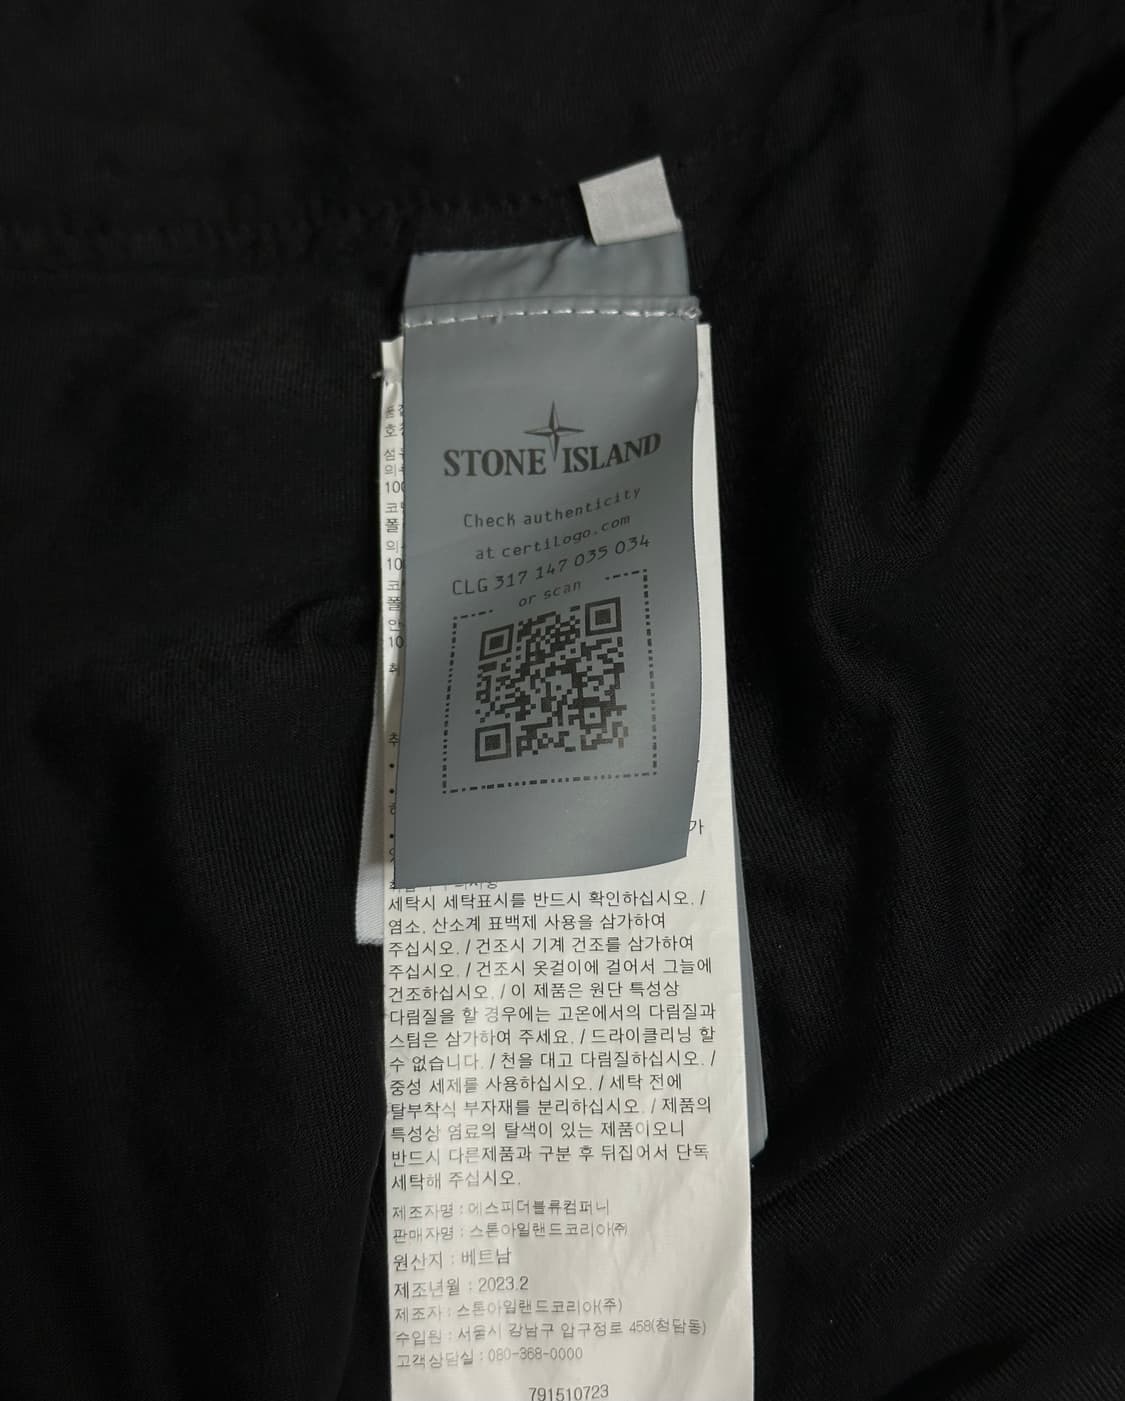 STONE ISLAND
Check authenticity
at certilogo.com
CLG 317 147 035 034
or scan
호
100
코
폴
10
코
폴
안
10
취
가
세탁시 세탁표시를 반드시 확인하십시오. /
염소, 산소계 표백제 사용을 삼가하여
주십시오. / 건조시 기계 건조를 삼가하여
주십시오. / 건조시 옷걸이에 걸어서 그늘에
건조하십시오. / 이 제품은 원단 특성상
다림질을 할 경우에는 고온에서의 다림질과
스팀은 삼가하여 주세요. / 드라이클리닝 할
수 없습니다. / 천을 대고 다림질하십시오. /
중성 세제를 사용하십시오. / 세탁 전에
탈부착식 부자재를 분리하십시오. / 제품의
특성상 염료의 탈색이 있는 제품이오니
반드시 다른제품과 구분 후 뒤집어서 단독
세탁해 주십시오.
제조자명 : 에스피더블류컴퍼니
판매자명 : 스톤아일랜드코리아㈜
원산지 : 베트남
제조년월 : 2023.2
제조자 : 스톤아일랜드코리아(주)
수입원 : 서울시 강남구 압구정로 458(청담동)
고객상담실 : 080-368-0000
791510723